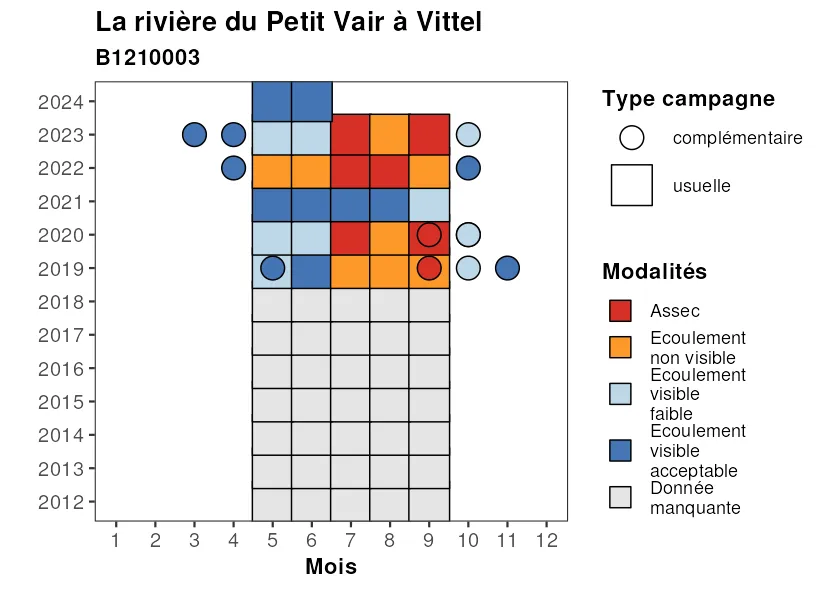 La rivière du Petit Vair à Vittel
B1210003
2024
2023
2022
2021
2020
2019
2018
2017
2016
2015
2014
2013
2012
1 2 3 4 5 6 7 8 9 10 11 12
Mois
Type campagne
complémentaire
usuelle
Modalités
Assec
Ecoulement
non visible
Ecoulement
visible
faible
Ecoulement
visible
acceptable
Donnée
manquante